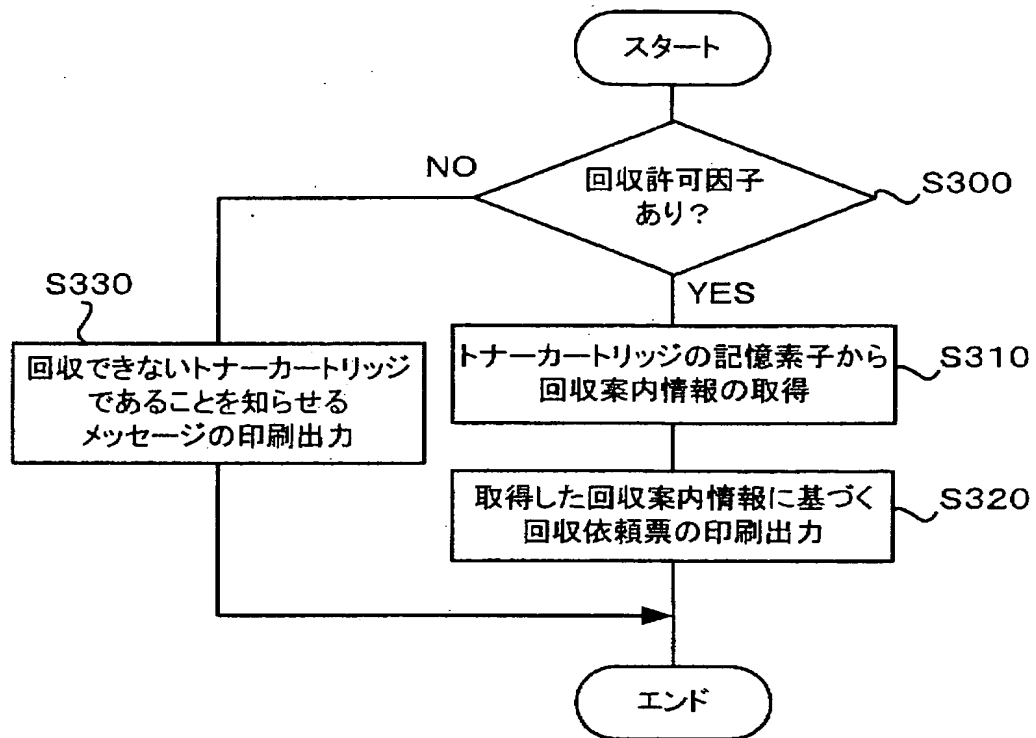 スタート
回収許可因子
あり?
S300
NO
YES
S330
回収できないトナーカートリッジ
であることを知らせる
メッセージの印刷出力
トナーカートリッジの記憶素子から
回収案内情報の取得
S310
取得した回収案内情報に基づく
回収依頼票の印刷出力
S320
エンド